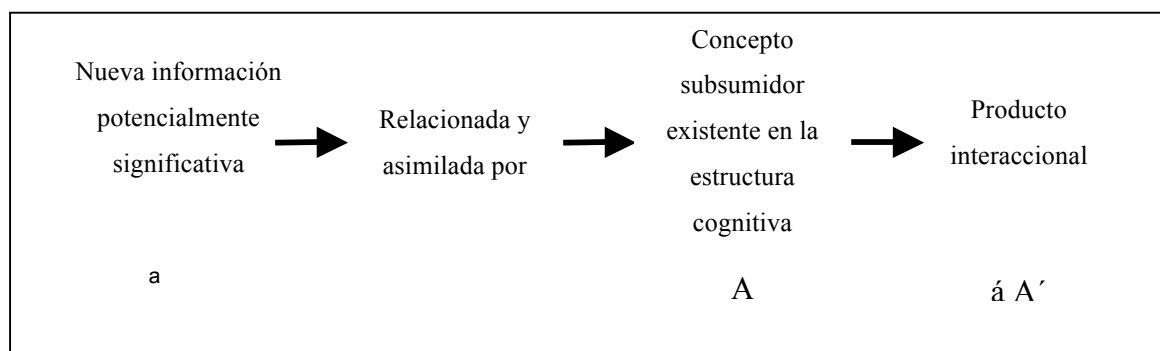 Nueva información
potencialmente
significativa
Relacionada y
asimilada por
Concepto
subsumidor
existente en la
estructura
cognitiva
Producto
interaccional
a
A
á A´